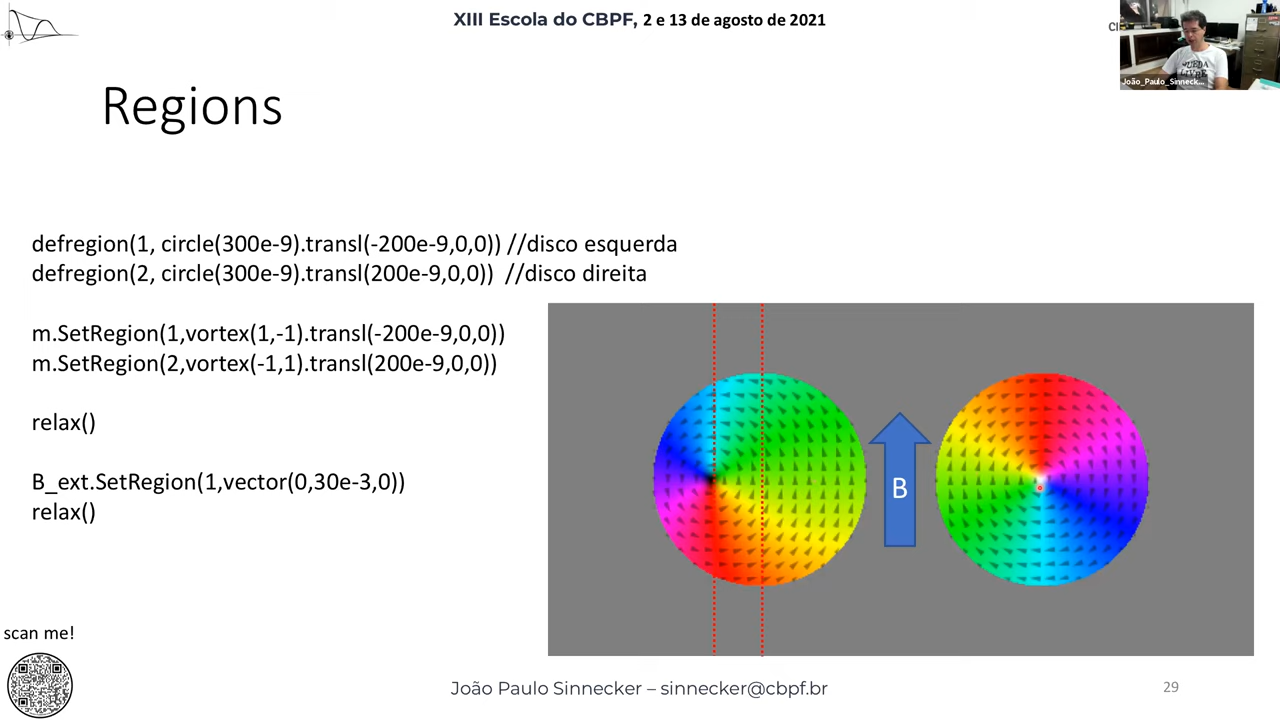 XIII Escola do CBPF, 2 e 13 de agosto de 2021
João_Paulo_Sinneck...
Regions
defregion(1, circle(300e-9).transl(-200e-9,0,0)) //disco esquerda
defregion(2, circle(300e-9).transl(200e-9,0,0)) //disco direita
m.SetRegion(1,vortex(1,-1).transl(-200e-9,0,0))
m.SetRegion(2,vortex(-1,1).transl(200e-9,0,0))
relax()
B_ext.SetRegion(1,vector(0,30e-3,0))
relax()
B
scan me!
João Paulo Sinnecker – sinnecker@cbpf.br
29